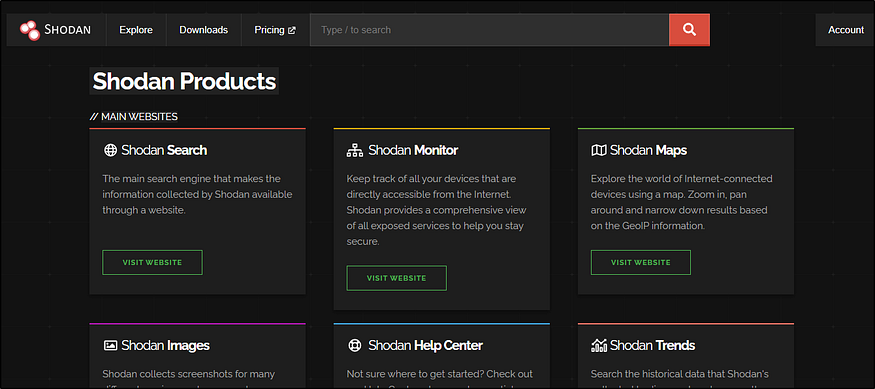 SHODAN Explore Downloads Pricing Type / to search Account
Shodan Products
// MAIN WEBSITES
Shodan Search
The main search engine that makes the
information collected by Shodan available
through a website.
VISIT WEBSITE
Shodan Monitor
Keep track of all your devices that are
directly accessible from the Internet.
Shodan provides a comprehensive view
of all exposed services to help you stay
secure.
VISIT WEBSITE
Shodan Maps
Explore the world of Internet-connected
devices using a map. Zoom in, pan
around and narrow down results based
on the GeoIP information.
VISIT WEBSITE
Shodan Images
Shodan collects screenshots for many
Shodan Help Center
Not sure where to get started? Check out
Shodan Trends
Search the historical data that Shodan's